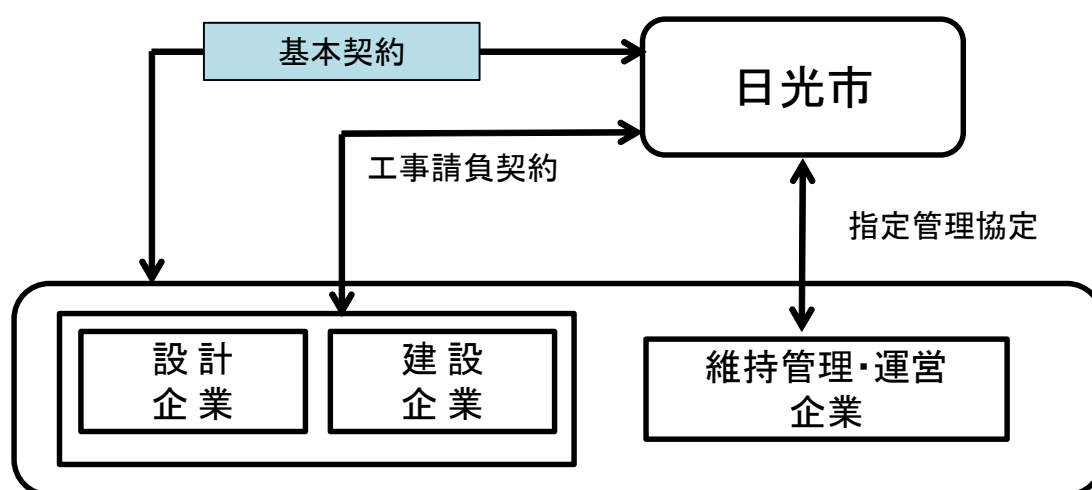 基本契約
日光市
工事請負契約
指定管理協定
設計
企業
建設
企業
維持管理・運営
企業